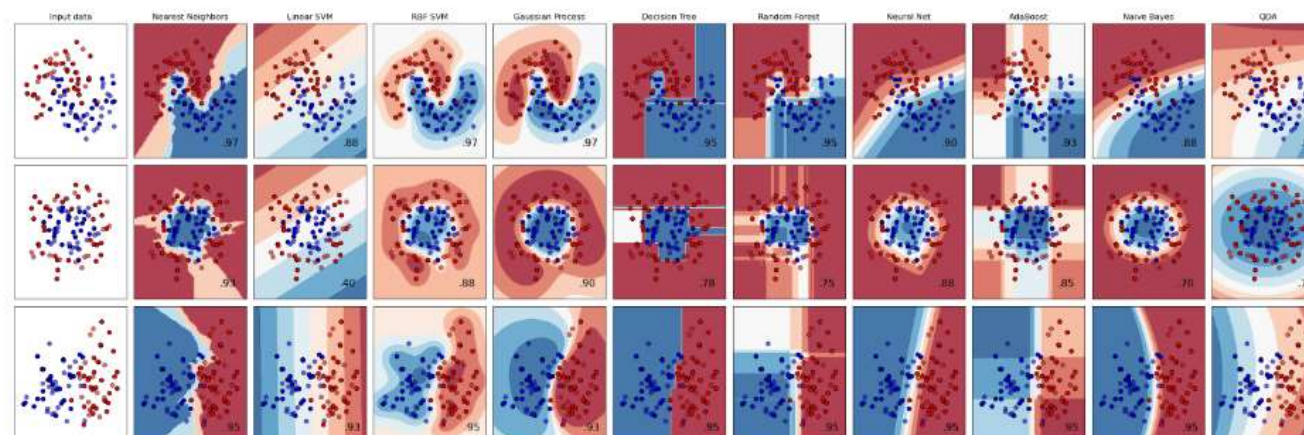 Input data Nearest Neighbors Linear SVM RBF SVM Gaussian Process Decision Tree Random Forest Neural Net AdaBoost Naive Bayes QDA
.97 .88 .97 .97 .95 .95 .90 .93 .88
.93 .40 .88 .90 .78 .75 .88 .85 .70
.95 .93 .95 .93 .95 .95 .95 .95 .95